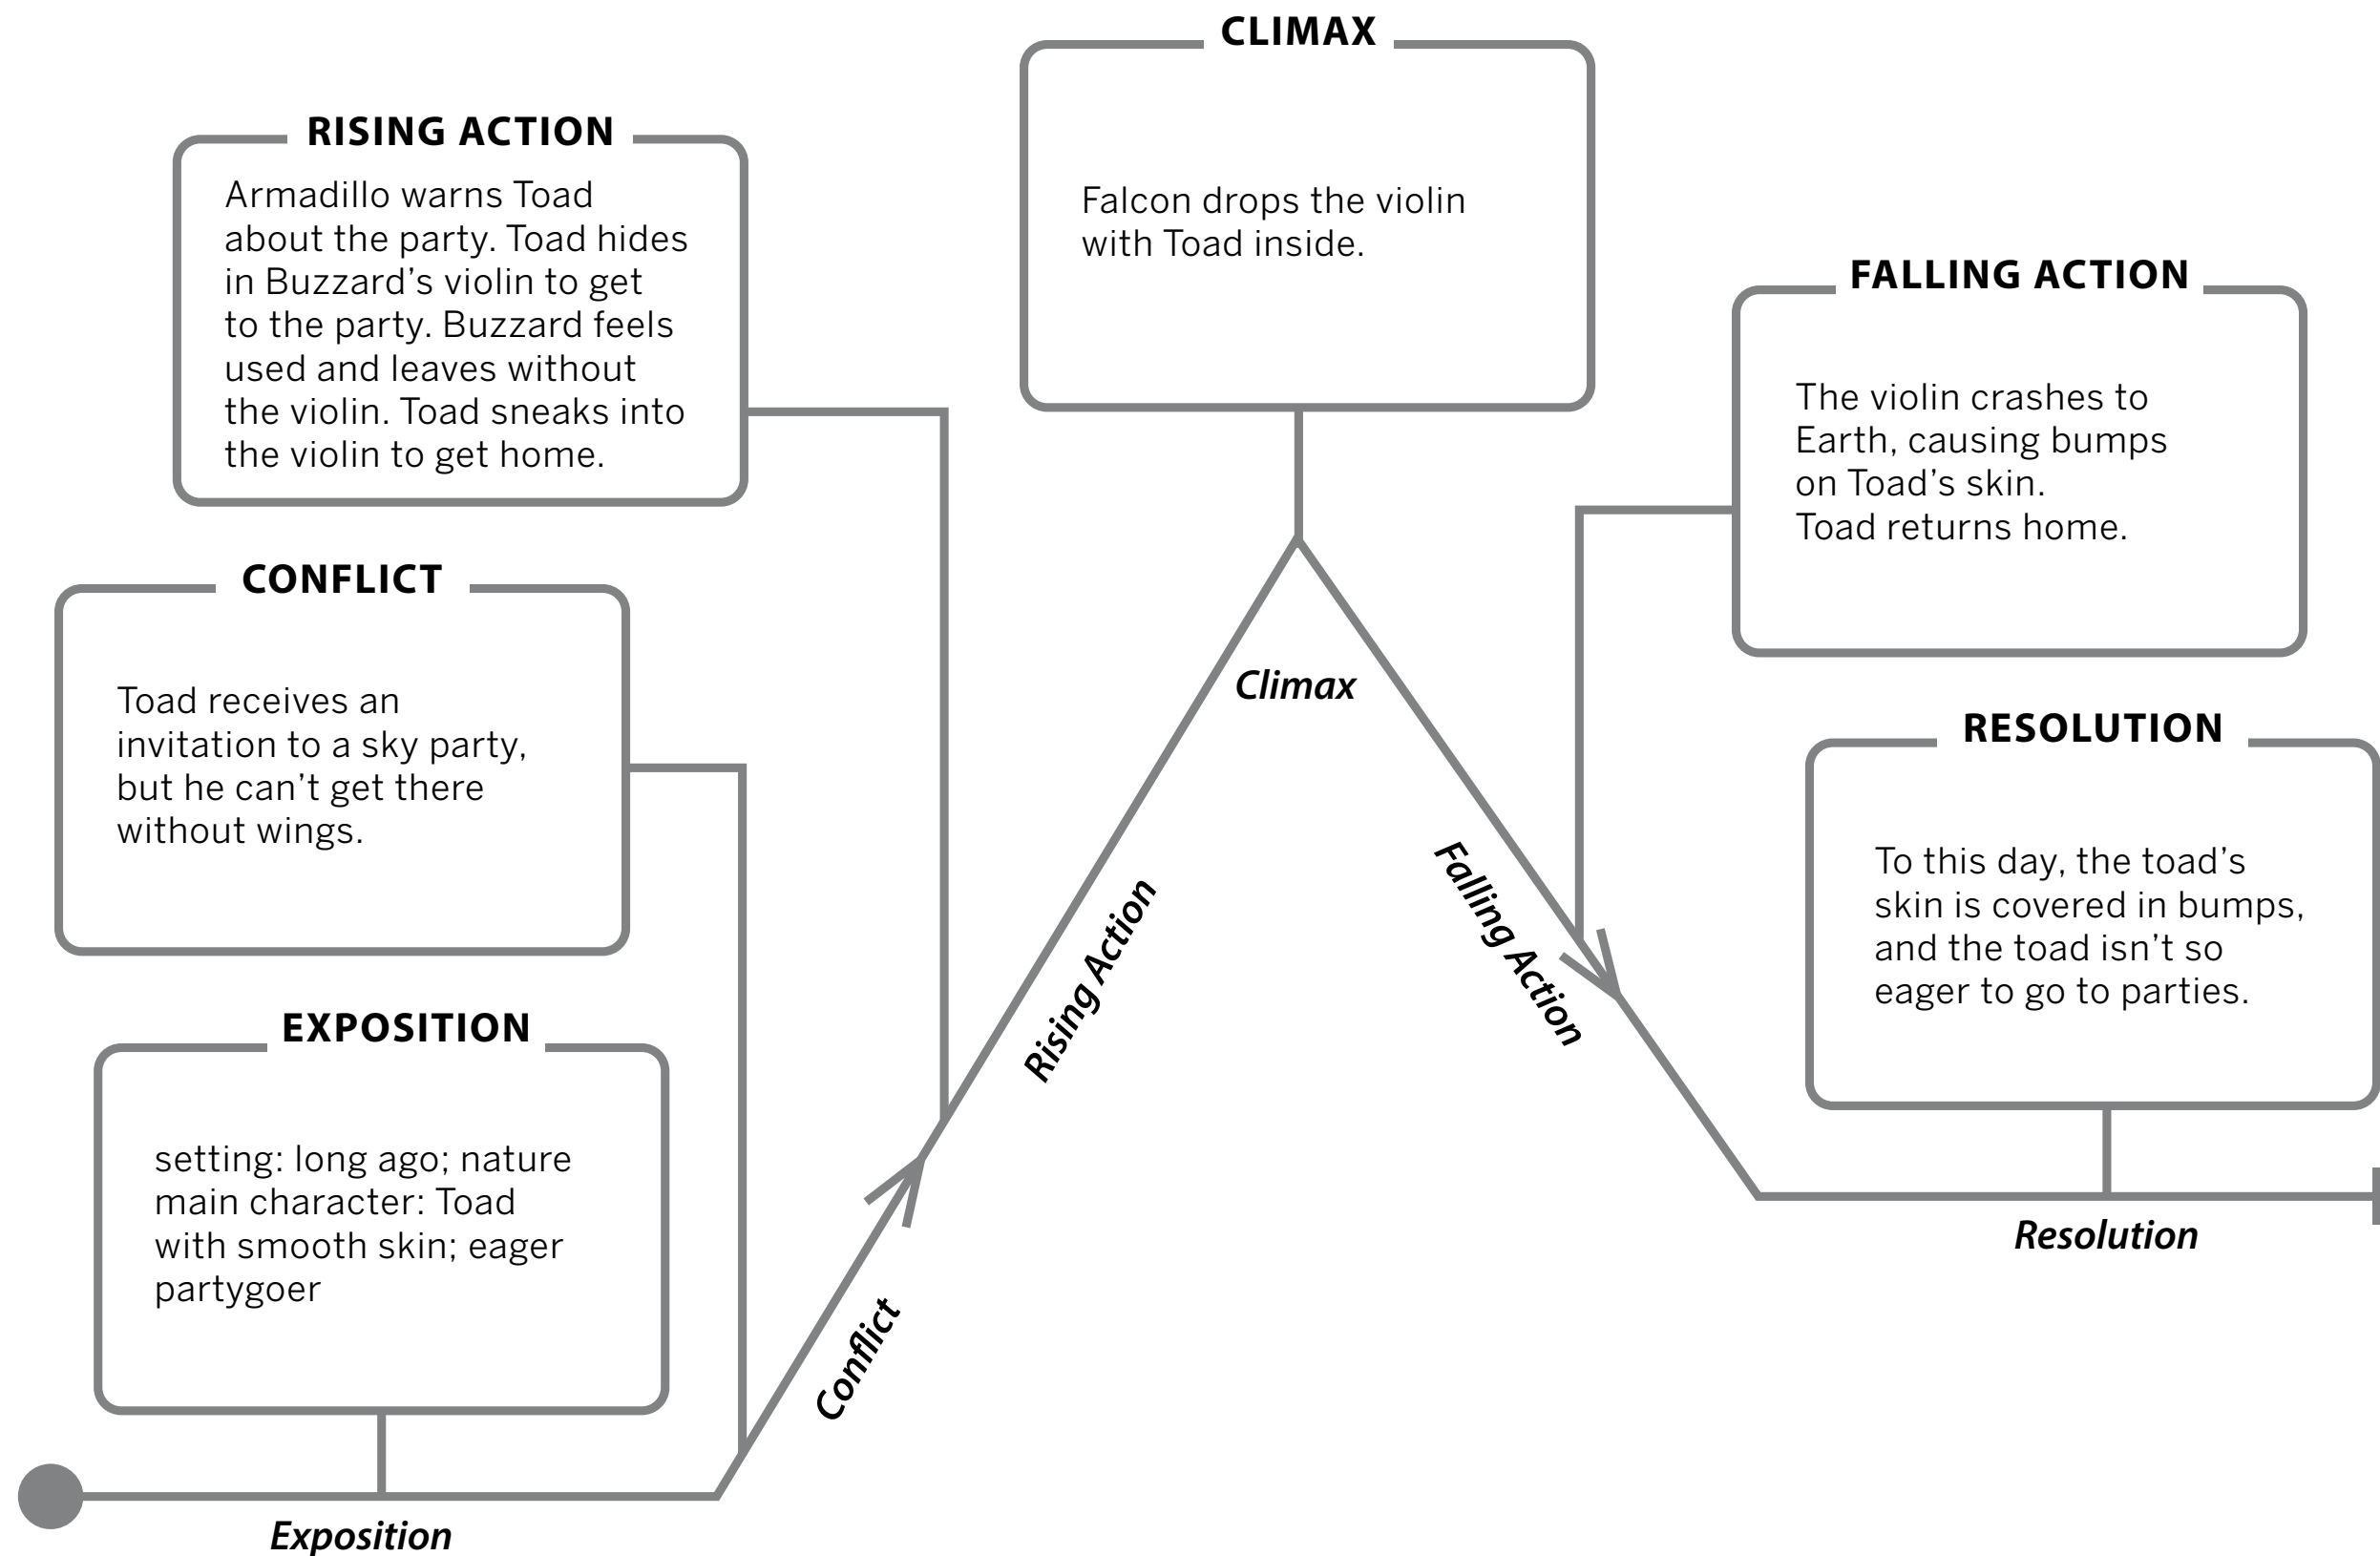 CLIMAX
Falcon drops the violin
with Toad inside.
RISING ACTION
Armadillo warns Toad
about the party. Toad hides
in Buzzard’s violin to get
to the party. Buzzard feels
used and leaves without
the violin. Toad sneaks into
the violin to get home.
FALLING ACTION
The violin crashes to
Earth, causing bumps
on Toad’s skin.
Toad returns home.
CONFLICT
Toad receives an
invitation to a sky party,
but he can’t get there
without wings.
Climax
RESOLUTION
To this day, the toad’s
skin is covered in bumps,
and the toad isn’t so
eager to go to parties.
Rising Action
Falling Action
EXPOSITION
setting: long ago; nature
main character: Toad
with smooth skin; eager
partygoer
Conflict
Resolution
Exposition